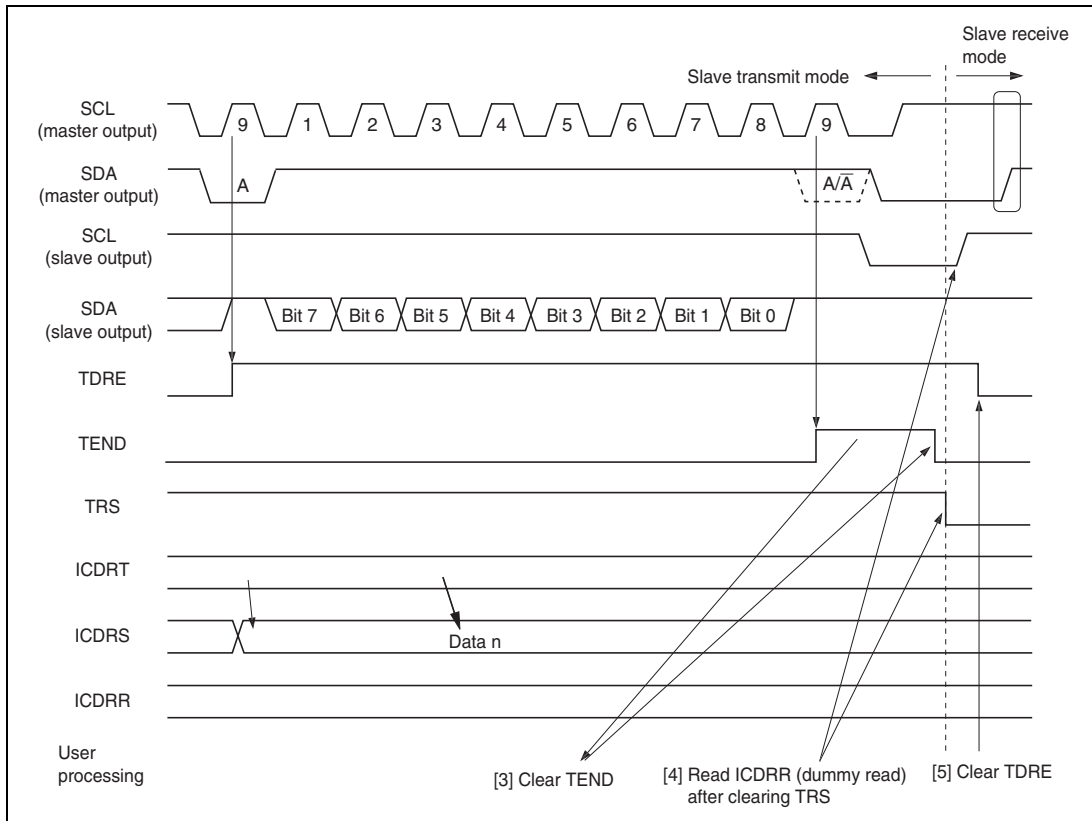 Slave receive
mode
Slave transmit mode
SCL
(master output)
9 1 2 3 4 5 6 7 8 9
SDA
(master output)
A A/A̅
SCL
(slave output)
SDA
(slave output)
Bit 7 Bit 6 Bit 5 Bit 4 Bit 3 Bit 2 Bit 1 Bit 0
TDRE
TEND
TRS
ICDRT
ICDRS
Data n
ICDRR
User
processing
[3] Clear TEND
[4] Read ICDRR (dummy read)
after clearing TRS
[5] Clear TDRE